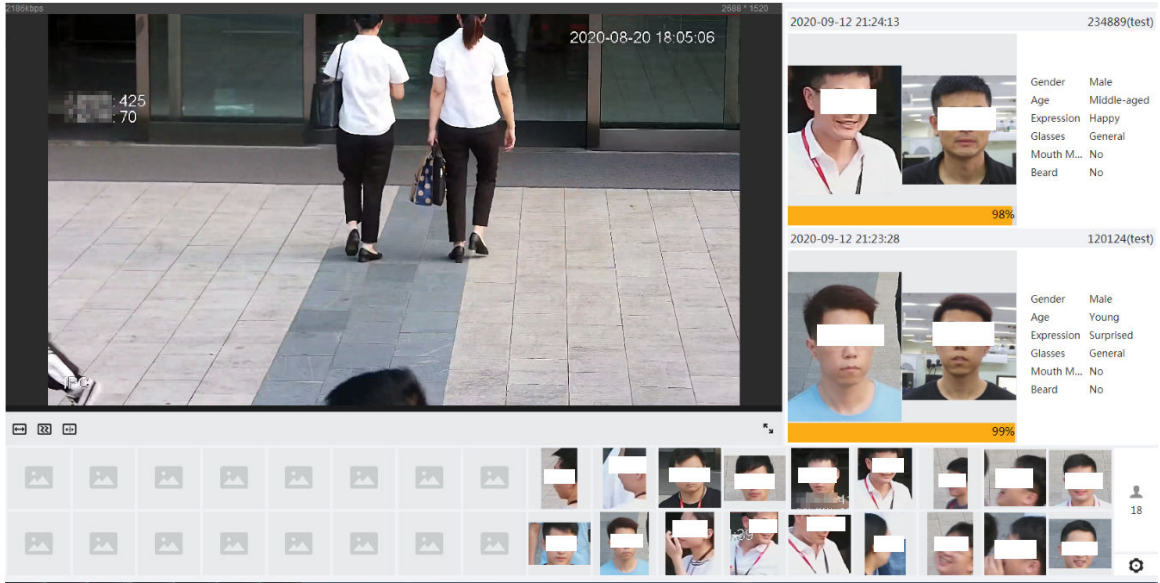 2186kbps
2688 * 1520
2020-08-20 18:05:06
: 425
: 70
IPC
2020-09-12 21:24:13 234889(test)
Gender Male
Age Middle-aged
Expression Happy
Glasses General
Mouth M... No
Beard No
98%
2020-09-12 21:23:28 120124(test)
Gender Male
Age Young
Expression Surprised
Glasses General
Mouth M... No
Beard No
99%
18